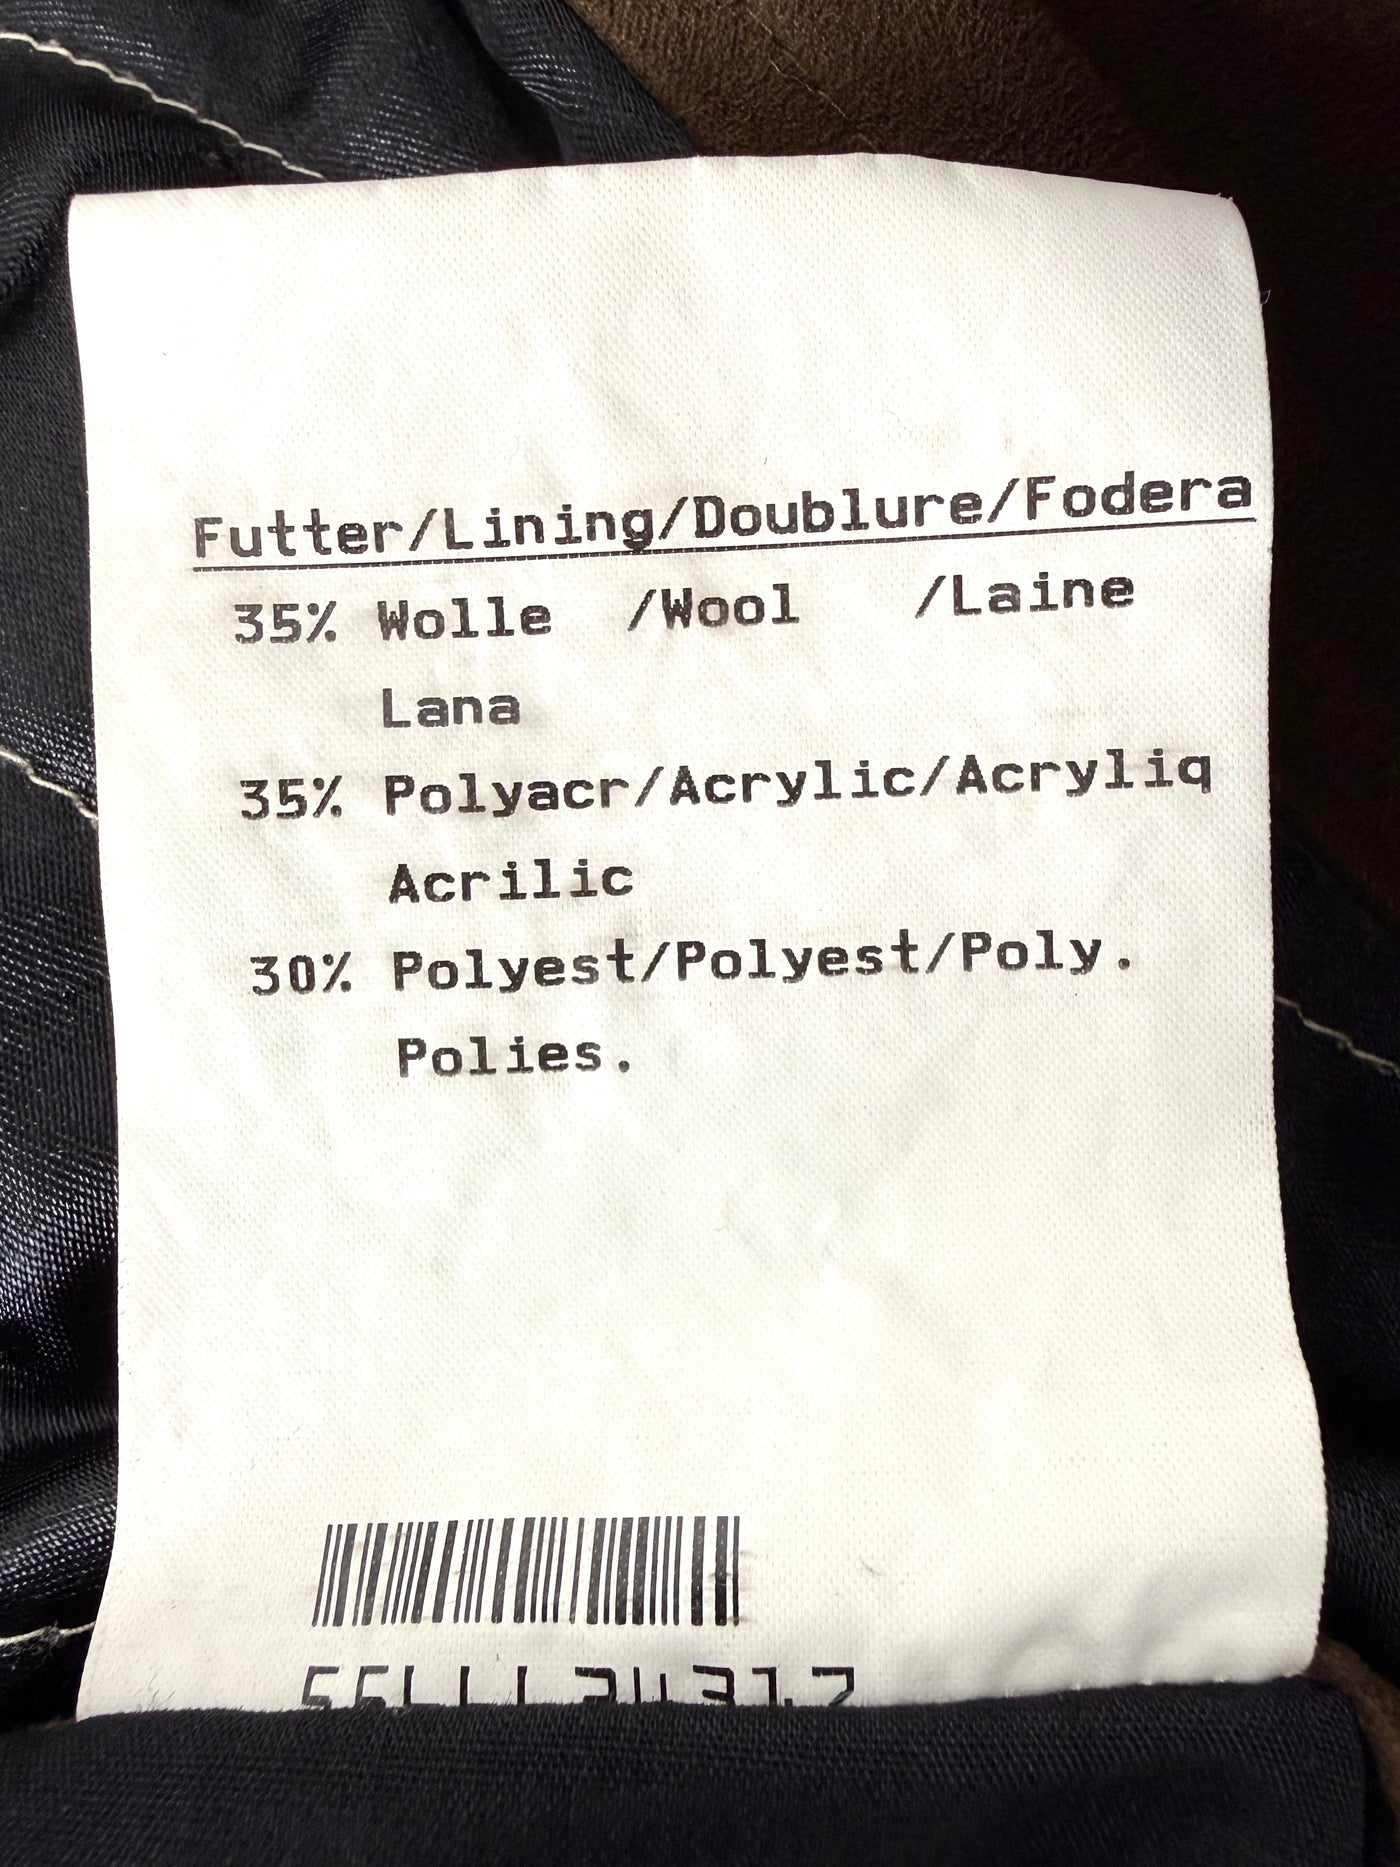 Futter/Lining/Doublure/Fodera
35% Wolle /Wool /Laine
Lana
35% Polyacr/Acrylic/Acryliq
Acrilic
30% Polyest/Polyest/Poly.
Polies.